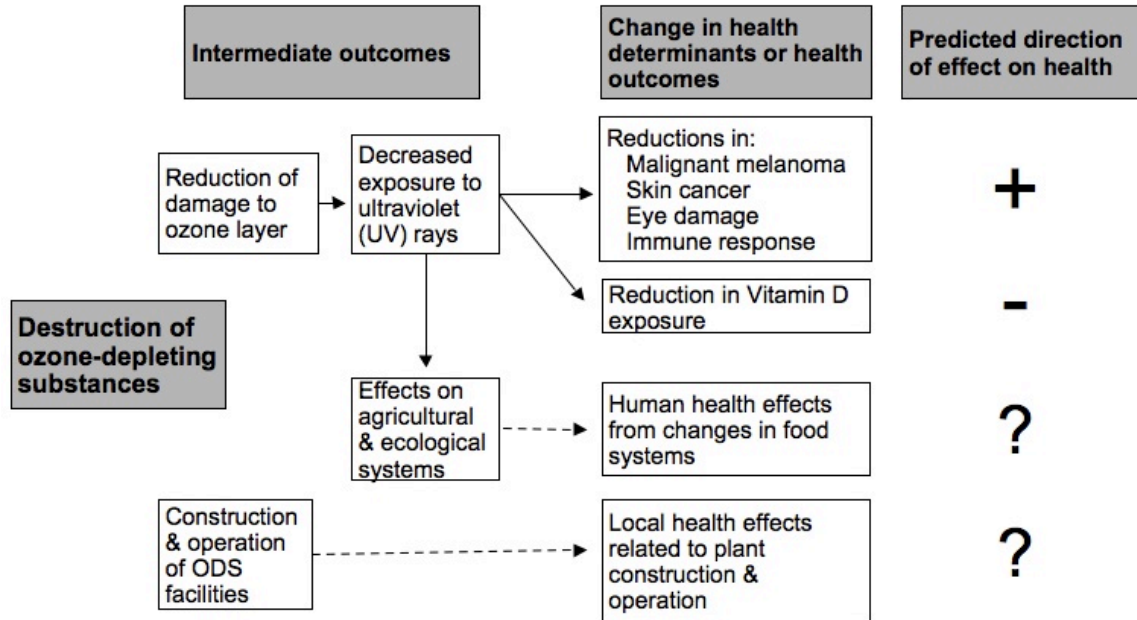 Intermediate outcomes
Change in health
determinants or health
outcomes
Predicted direction
of effect on health
Reduction of
damage to
ozone layer
Decreased
exposure to
ultraviolet
(UV) rays
Reductions in:
Malignant melanoma
Skin cancer
Eye damage
Immune response
+
Reduction in Vitamin D
exposure
-
Destruction of
ozone-depleting
substances
Effects on
agricultural
& ecological
systems
Human health effects
from changes in food
systems
?
Construction
& operation
of ODS
facilities
Local health effects
related to plant
construction &
operation
?